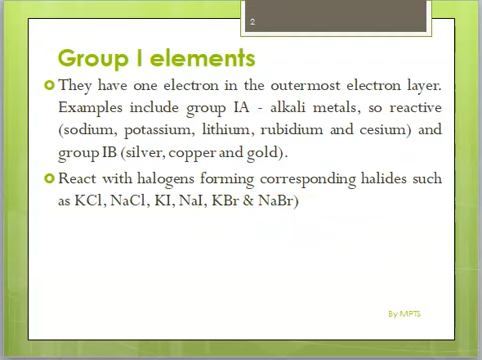 2
Group I elements
They have one electron in the outermost electron layer.
Examples include group IA - alkali metals, so reactive
(sodium, potassium, lithium, rubidium and cesium) and
group IB (silver, copper and gold).
React with halogens forming corresponding halides such
as KCl, NaCl, KI, NaI, KBr & NaBr)
By MPTS